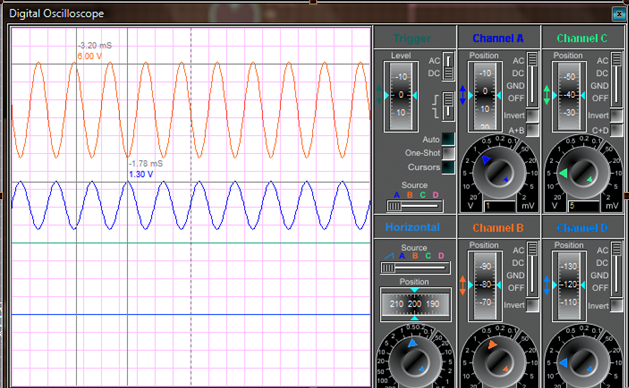 Digital Oscilloscope
-3.20 mS
6.00 V
-1.78 mS
1.30 V
Trigger
Level
AC
DC
-10
0
10
Auto
One-Shot
Cursors
Source
A B C D
Channel A
Position
AC
DC
GND
OFF
-10
0
10
20
Invert
A+B
V 1 mV
Channel C
Position
AC
DC
GND
OFF
-50
-40
-30
Invert
C+D
V 5 mV
Horizontal
Source
A B C D
Position
210 200 190
Channel B
Position
AC
DC
GND
OFF
-90
-80
-70
Invert
Channel D
Position
AC
DC
GND
OFF
-130
-120
-110
Invert